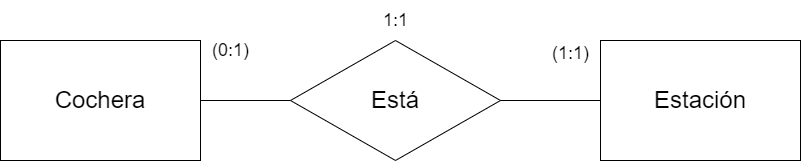 1:1
(0:1)
(1:1)
Cochera
Está
Estación